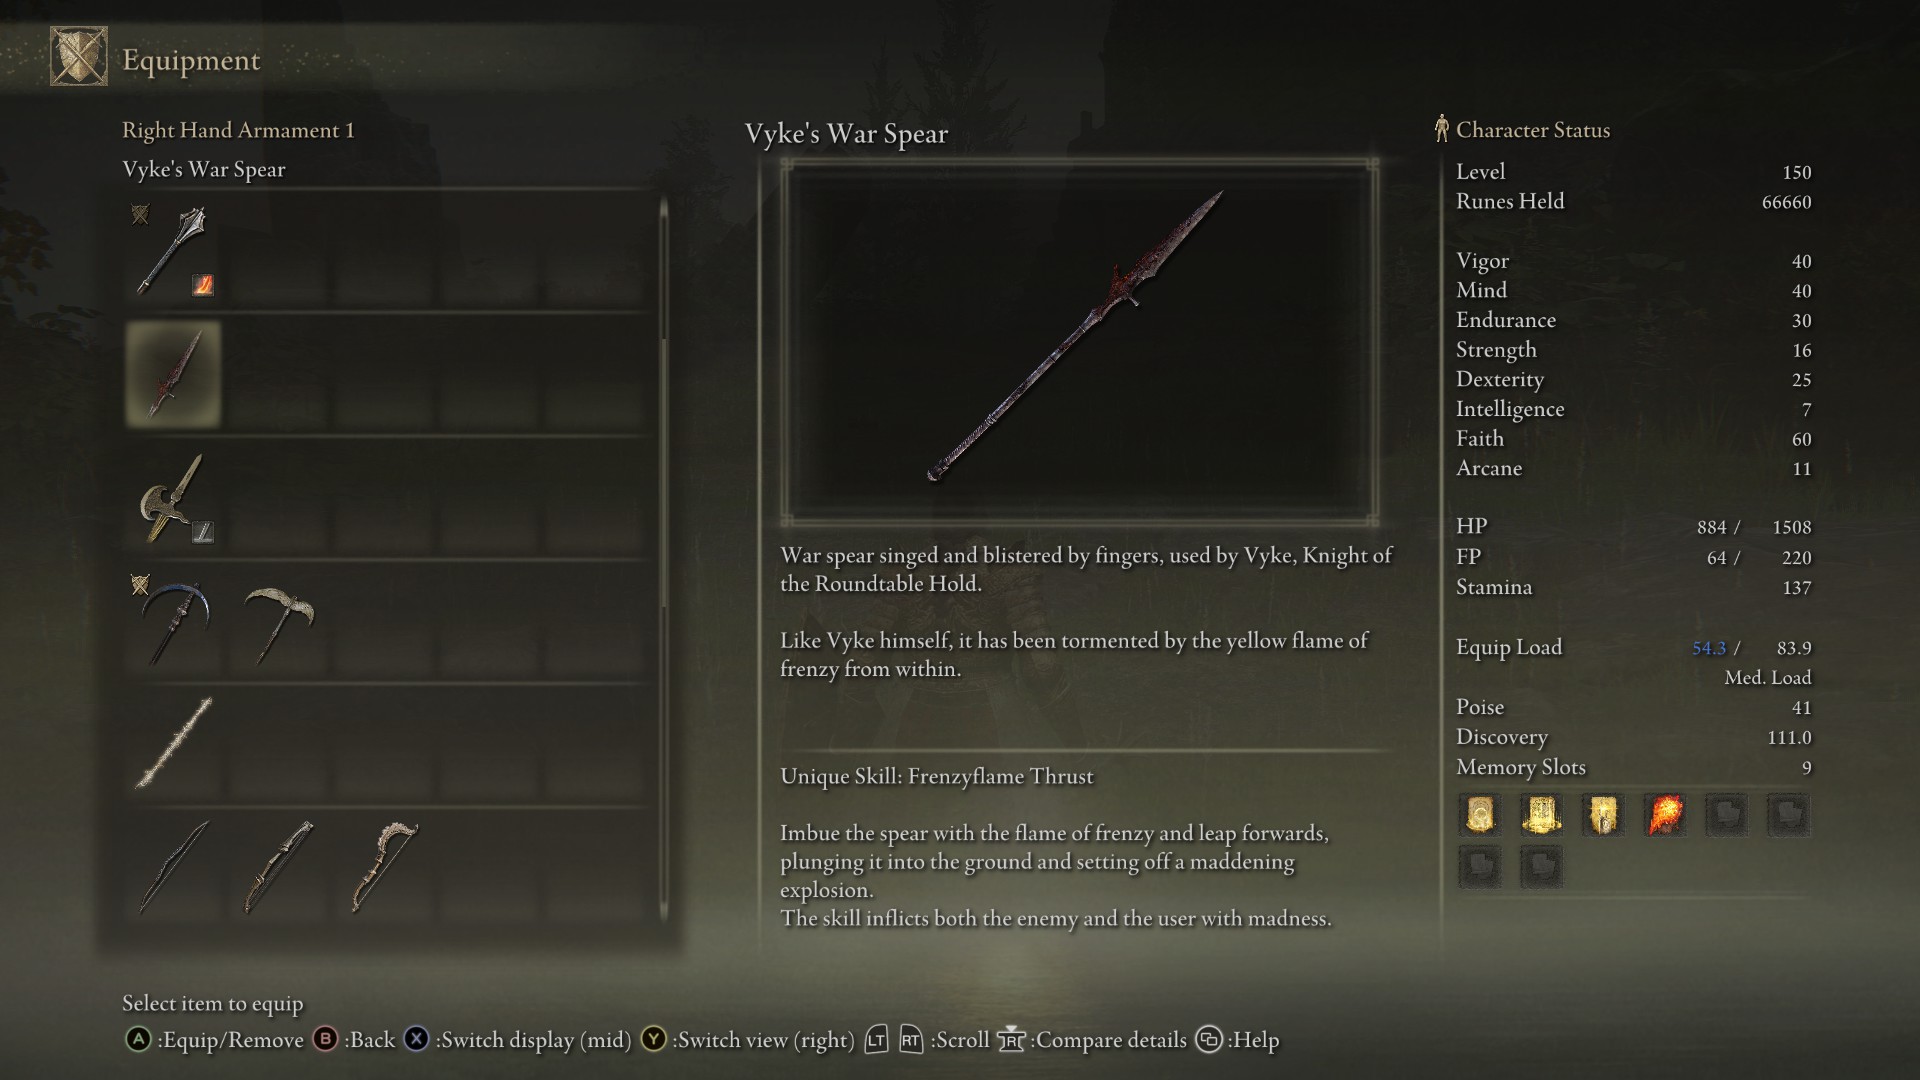 Equipment
Right Hand Armament 1
Vyke's War Spear
Vyke's War Spear
War spear singed and blistered by fingers, used by Vyke, Knight of
the Roundtable Hold.
Like Vyke himself, it has been tormented by the yellow flame of
frenzy from within.
Unique Skill: Frenzyflame Thrust
Imbue the spear with the flame of frenzy and leap forwards,
plunging it into the ground and setting off a maddening
explosion.
The skill inflicts both the enemy and the user with madness.
Character Status
Level 150
Runes Held 66660
Vigor 40
Mind 40
Endurance 30
Strength 16
Dexterity 25
Intelligence 7
Faith 60
Arcane 11
HP 884 / 1508
FP 64 / 220
Stamina 137
Equip Load 54.3 / 83.9
Med. Load
Poise 41
Discovery 111.0
Memory Slots 9
Select item to equip
A :Equip/Remove B :Back X :Switch display (mid) Y :Switch view (right) LT RT :Scroll R :Compare details :Help